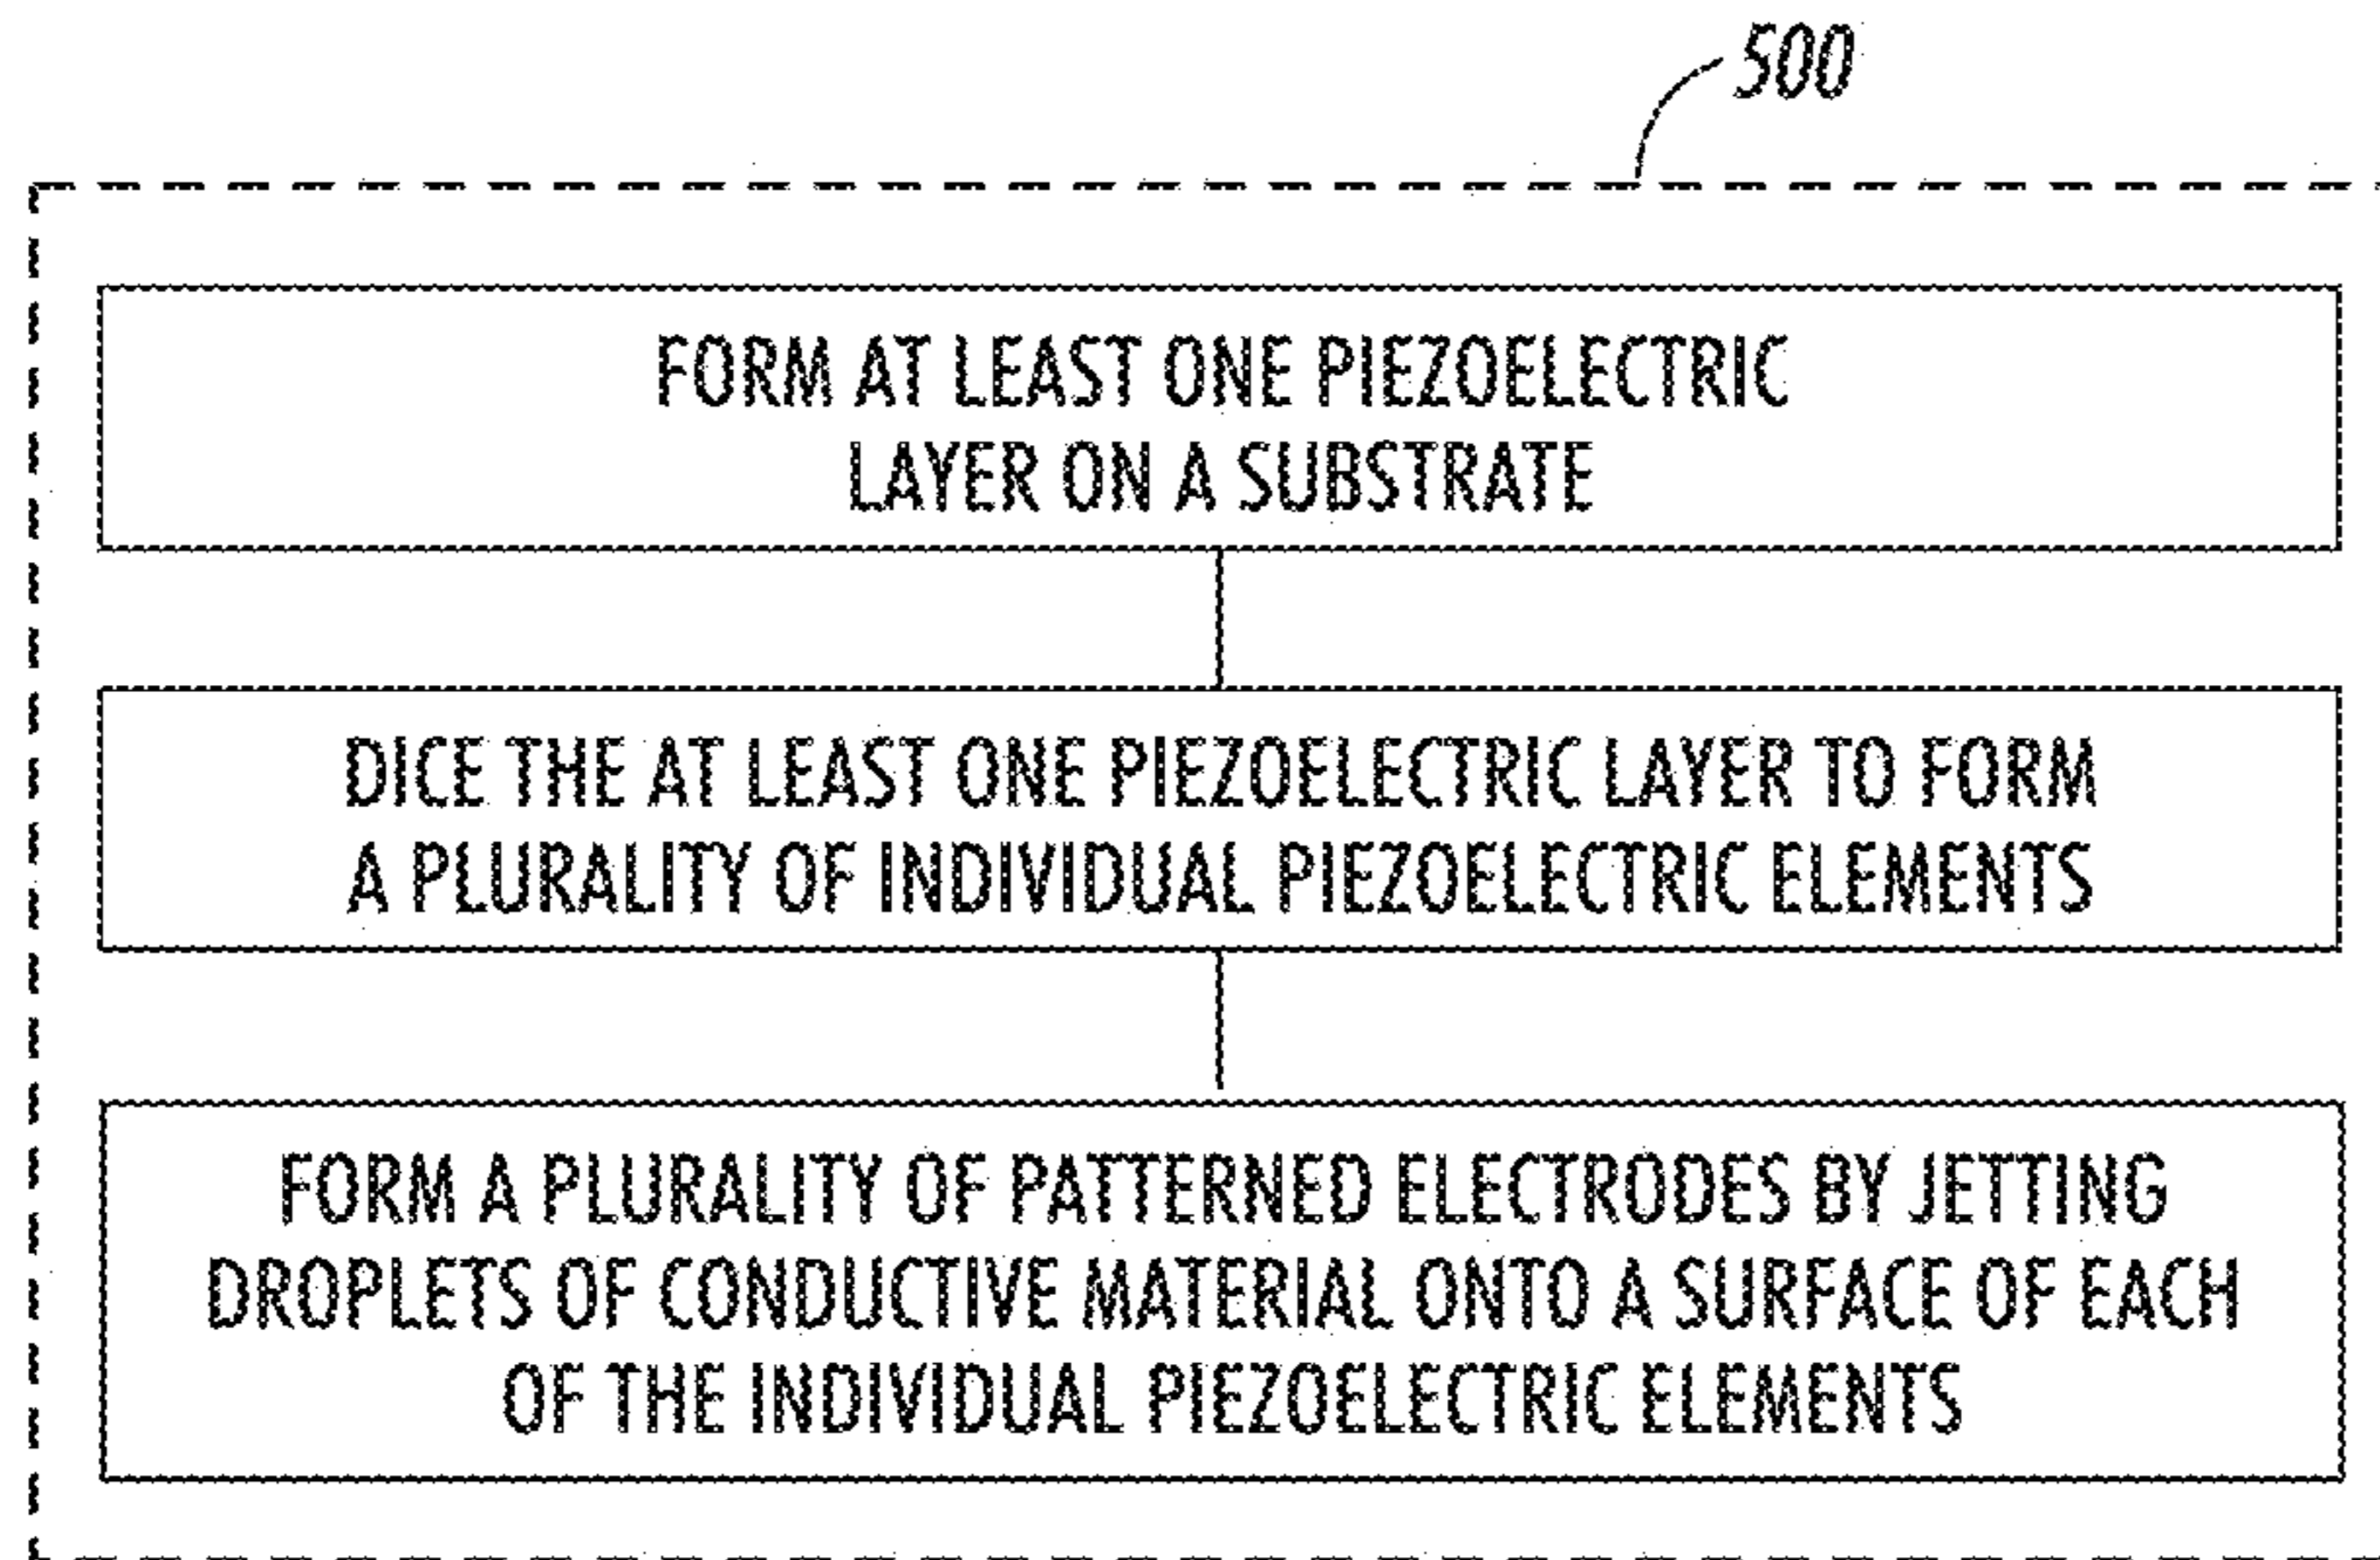 500
FORM AT LEAST ONE PIEZOELECTRIC
LAYER ON A SUBSTRATE
DICE THE AT LEAST ONE PIEZOELECTRIC LAYER TO FORM
A PLURALITY OF INDIVIDUAL PIEZOELECTRIC ELEMENTS
FORM A PLURALITY OF PATTERNED ELECTRODES BY JETTING
DROPLETS OF CONDUCTIVE MATERIAL ONTO A SURFACE OF EACH
OF THE INDIVIDUAL PIEZOELECTRIC ELEMENTS